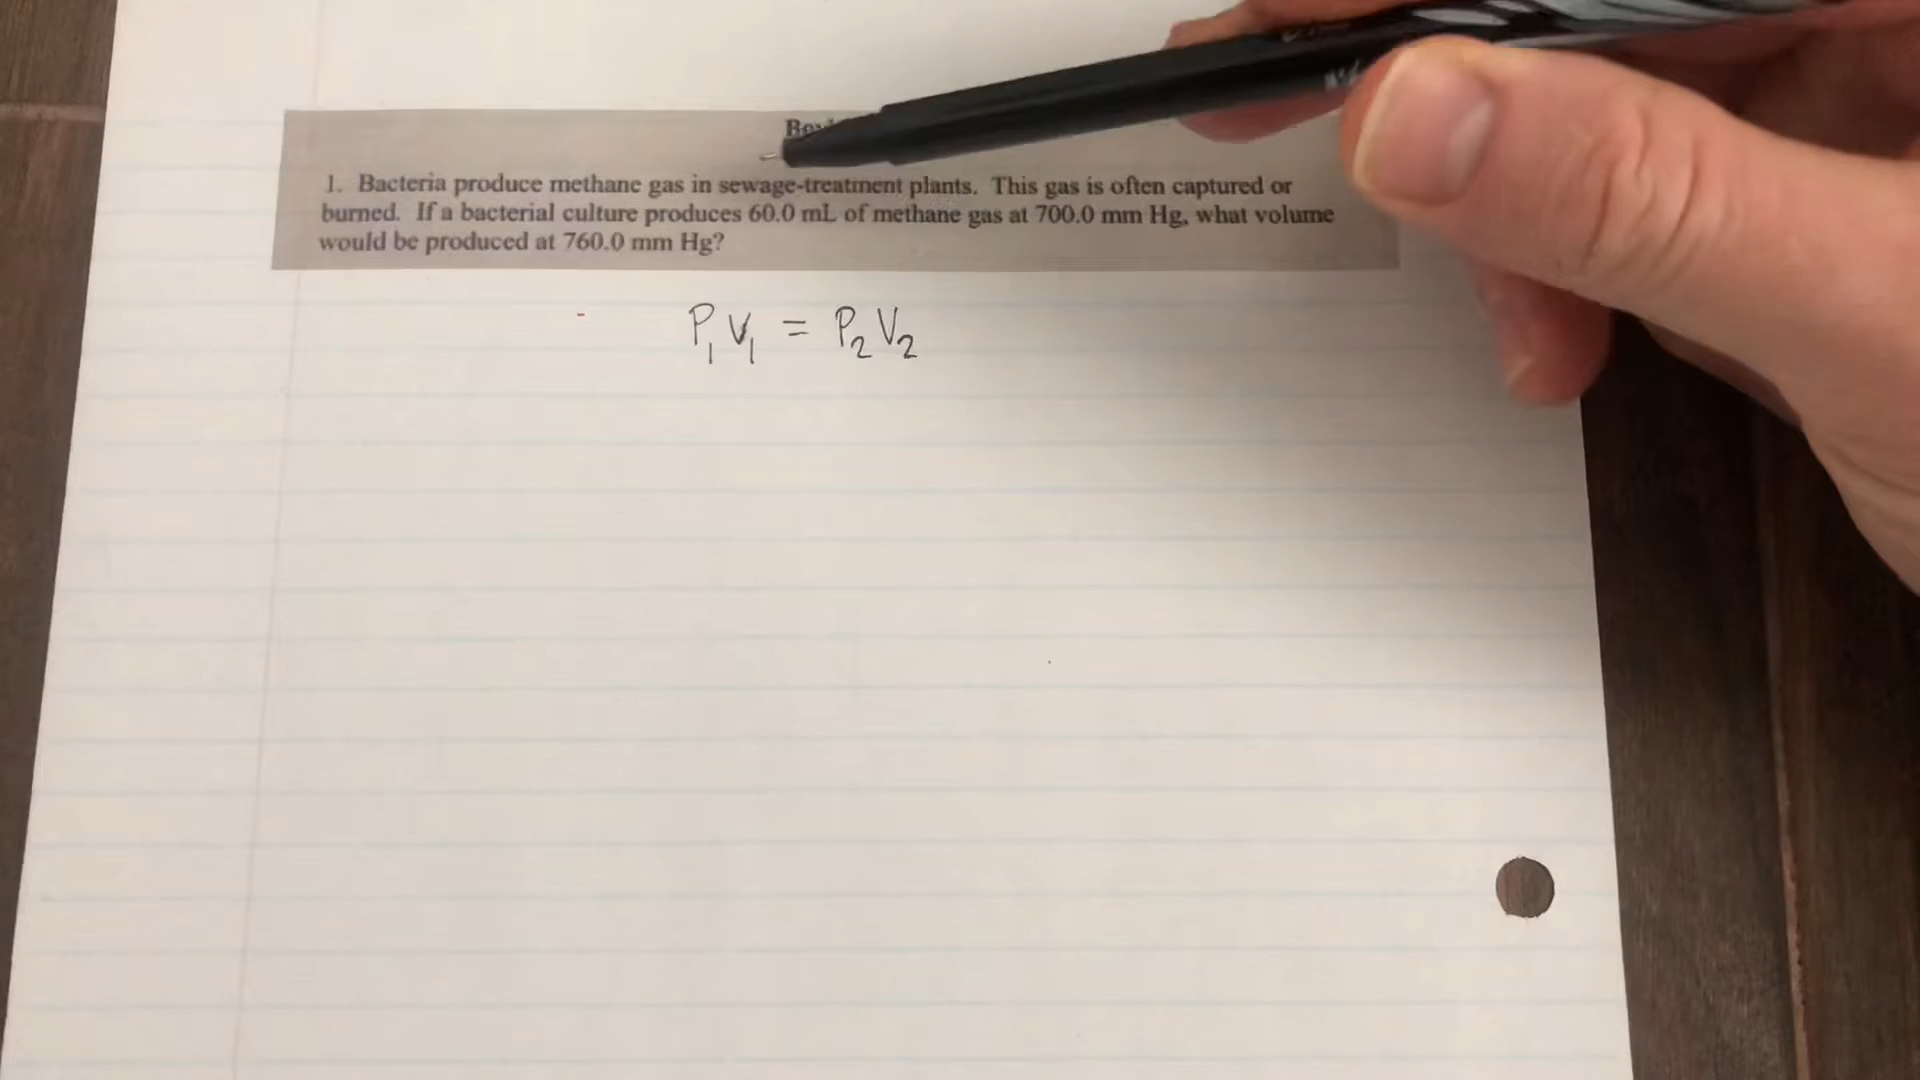 1. Bacteria produce methane gas in sewage-treatment plants. This gas is often captured or
burned. If a bacterial culture produces 60.0 mL of methane gas at 700.0 mm Hg, what volume
would be produced at 760.0 mm Hg?
P₁V₁ = P₂V₂